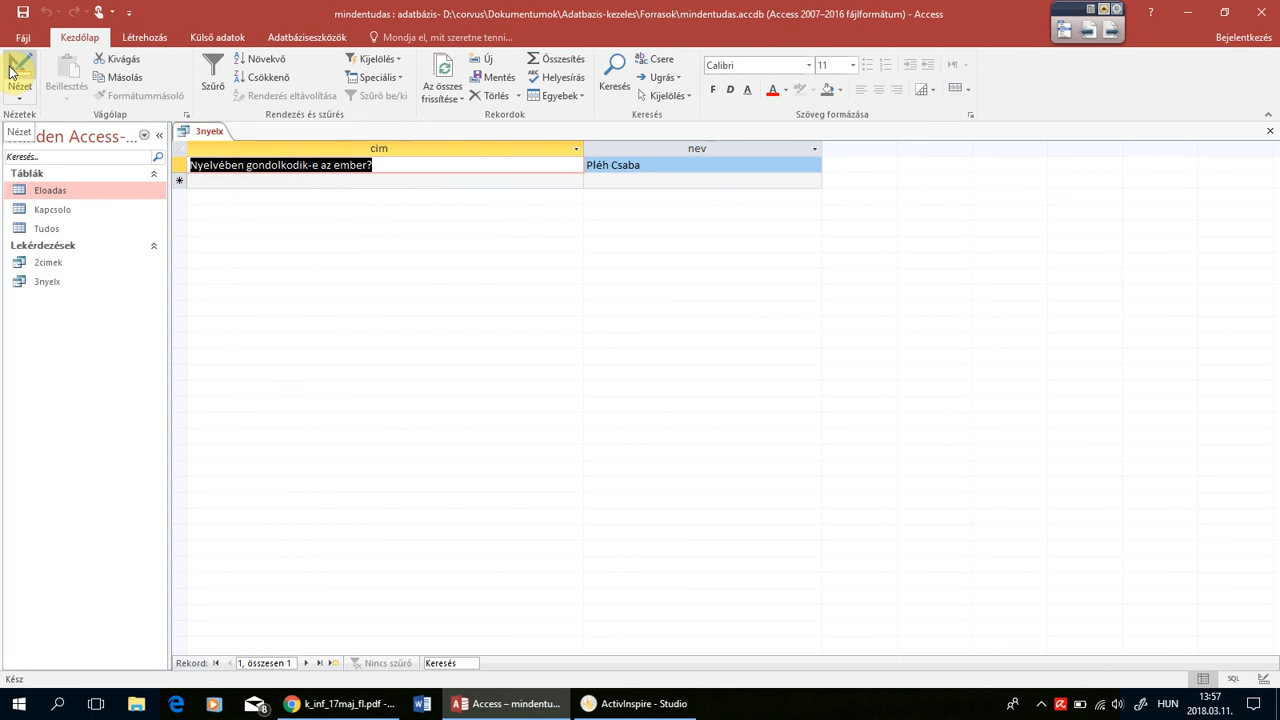 mindentudas : adatbázis- D:\corvus\Dokumentumok\Adatbazis-kezeles\Forrasok\mindentudas.accdb (Access 2007–2016 fájlformátum) - Access
Fájl
Kezdőlap
Létrehozás
Külső adatok
Adatbáziseszközök
Mondja el, mit szeretne tenni...
Bejelentkezés
Nézet
Nézetek
Beillesztés
Kivágás
Másolás
Formátummásoló
Vágólap
Szűrő
Növekvő
Csökkenő
Rendezés eltávolítása
Kijelölés
Speciális
Szűrő be/ki
Rendezés és szűrés
Az összes
frissítése
Új
Mentés
Törlés
Összesítés
Helyesírás
Egyebek
Rekordok
Keresés
Csere
Ugrás
Kijelölés
Keresés
Calibri
11
F D A
Szöveg formázása
Nézet
den Access-...
Keresés...
Táblák
Eloadas
Kapcsolo
Tudos
Lekérdezések
2cimek
3nyelx
3nyelx
cim nev
Nyelvében gondolkodik-e az ember? Pléh Csaba
Rekord: 1, összesen 1 Nincs szűrő Keresés
Kész
SQL
k_inf_17maj_fl.pdf -...
Access – mindentu...
ActivInspire - Studio
HUN
13:57
2018.03.11.
8